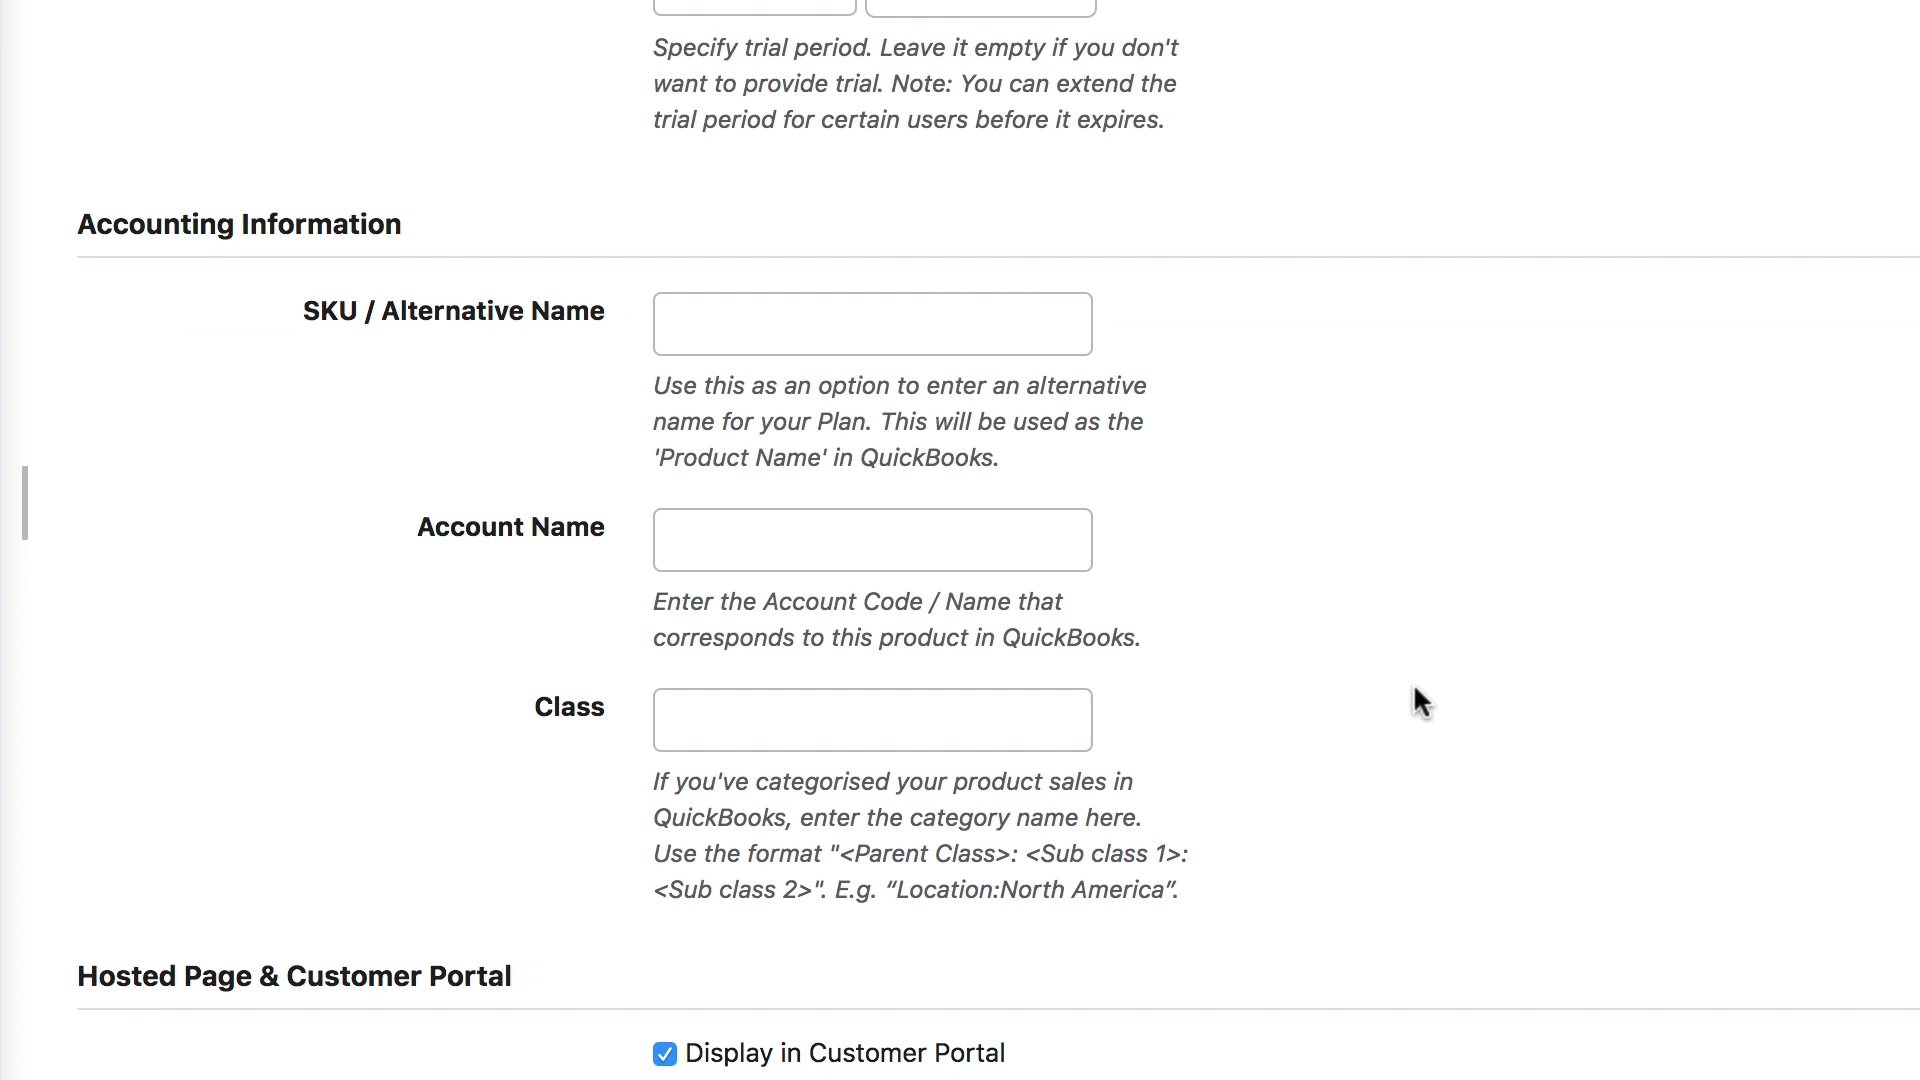 Specify trial period. Leave it empty if you don't
want to provide trial. Note: You can extend the
trial period for certain users before it expires.
Accounting Information
SKU / Alternative Name
Use this as an option to enter an alternative
name for your Plan. This will be used as the
'Product Name' in QuickBooks.
Account Name
Enter the Account Code / Name that
corresponds to this product in QuickBooks.
Class
If you've categorised your product sales in
QuickBooks, enter the category name here.
Use the format "<Parent Class>: <Sub class 1>:
<Sub class 2>". E.g. “Location:North America”.
Hosted Page & Customer Portal
Display in Customer Portal